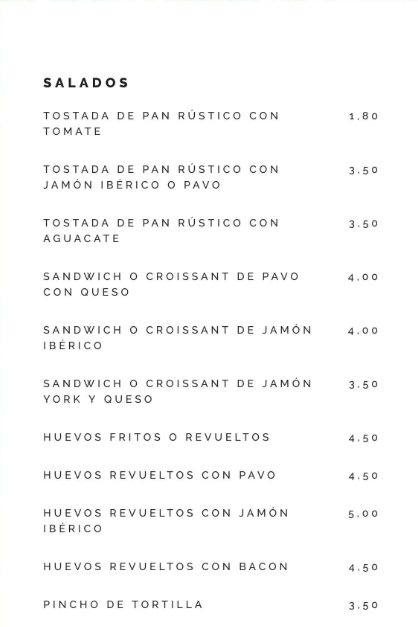 SALADOS
TOSTADA DE PAN RÚSTICO CON 1.80
TOMATE
TOSTADA DE PAN RÚSTICO CON 3.50
JAMÓN IBÉRICO O PAVO
TOSTADA DE PAN RÚSTICO CON 3.50
AGUACATE
SANDWICH O CROISSANT DE PAVO 4.00
CON QUESO
SANDWICH O CROISSANT DE JAMÓN 4.00
IBÉRICO
SANDWICH O CROISSANT DE JAMÓN 3.50
YORK Y QUESO
HUEVOS FRITOS O REVUELTOS 4.50
HUEVOS REVUELTOS CON PAVO 4.50
HUEVOS REVUELTOS CON JAMÓN 5.00
IBÉRICO
HUEVOS REVUELTOS CON BACON 4.50
PINCHO DE TORTILLA 3.50